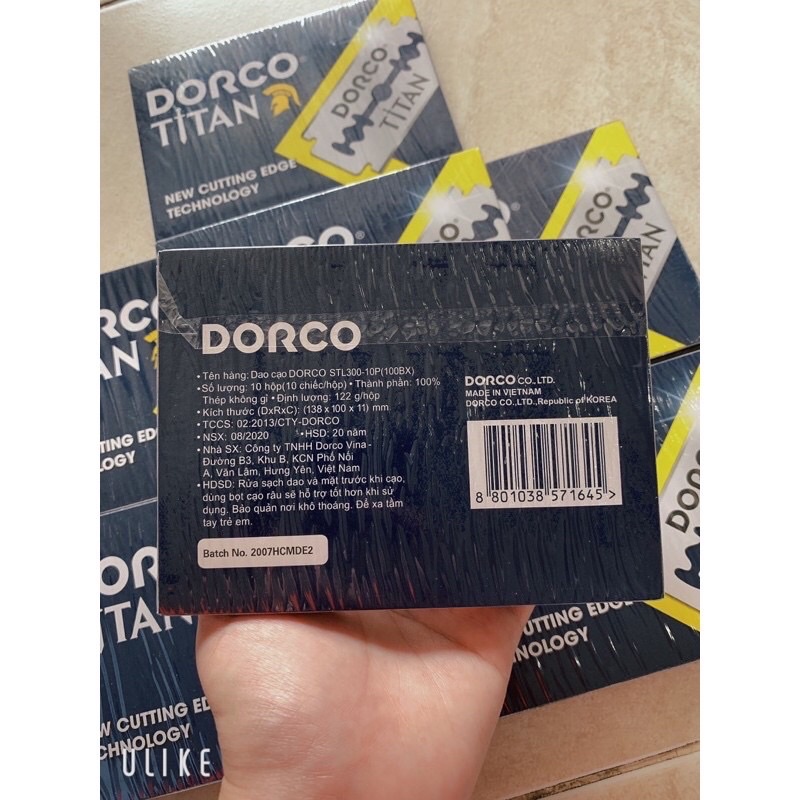 DORCO
TITAN
NEW CUTTING EDGE
TECHNOLOGY
DORCO
TITAN
DORCO
• Tên hàng: Dao cạo DORCO STL300-10P(100BX)
• Số lượng: 10 hộp(10 chiếc/hộp) • Thành phần: 100%
Thép không gỉ • Định lượng: 122 g/hộp
• Kích thước (DxRxC): (138 x 100 x 11) mm
• TCCS: 02:2013/CTY-DORCO
• NSX: 08/2020 • HSD: 20 năm
• Nhà SX: Công ty TNHH Dorco Vina -
Đường B3, Khu B, KCN Phố Nối
A, Văn Lâm, Hưng Yên, Việt Nam
• HDSD: Rửa sạch dao và mặt trước khi cạo,
dùng bọt cạo râu sẽ hỗ trợ tốt hơn khi sử
dụng. Bảo quản nơi khô thoáng. Để xa tầm
tay trẻ em.
Batch No. 2007HCMDE2
DORCO CO., LTD.
MADE IN VIETNAM
DORCO CO., LTD., Republic of KOREA
8 801038 571645 >
CUTTING EDGE
NEW CUTTING
TECHNOLOGY
DORCO
ULIKE